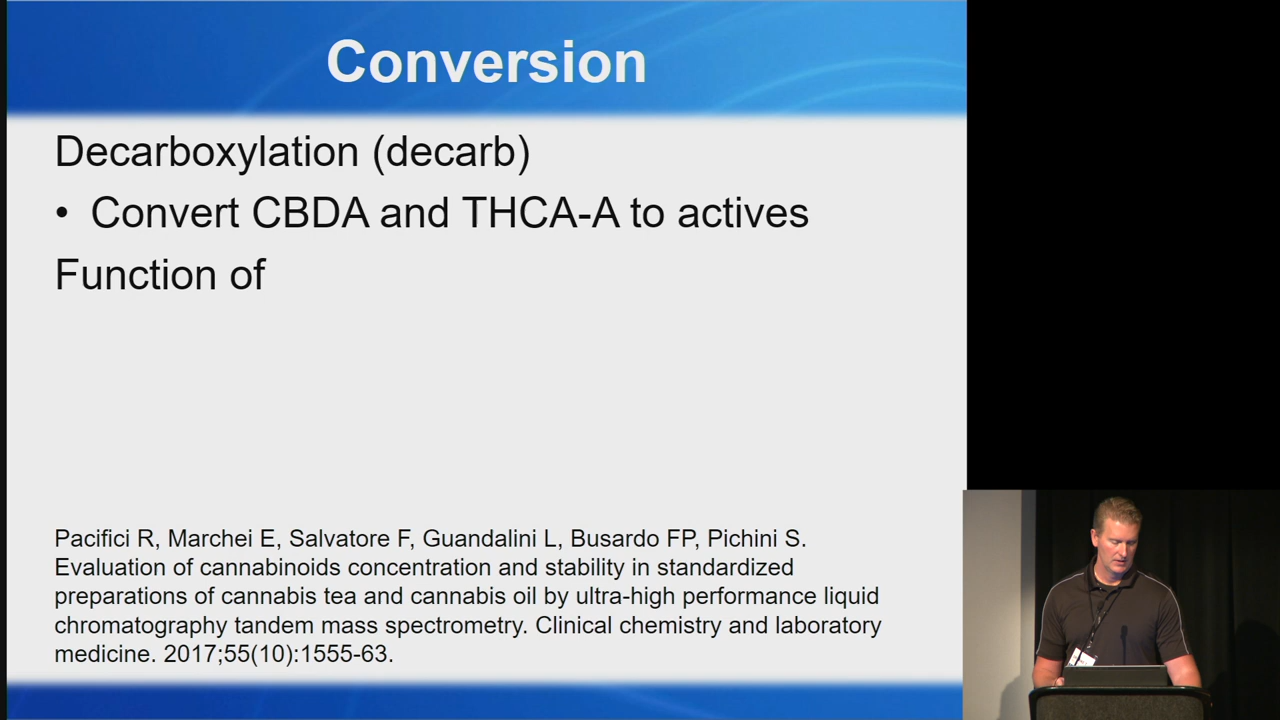 Conversion
Decarboxylation (decarb)
• Convert CBDA and THCA-A to actives
Function of
Pacifici R, Marchei E, Salvatore F, Guandalini L, Busardo FP, Pichini S.
Evaluation of cannabinoids concentration and stability in standardized
preparations of cannabis tea and cannabis oil by ultra-high performance liquid
chromatography tandem mass spectrometry. Clinical chemistry and laboratory
medicine. 2017;55(10):1555-63.